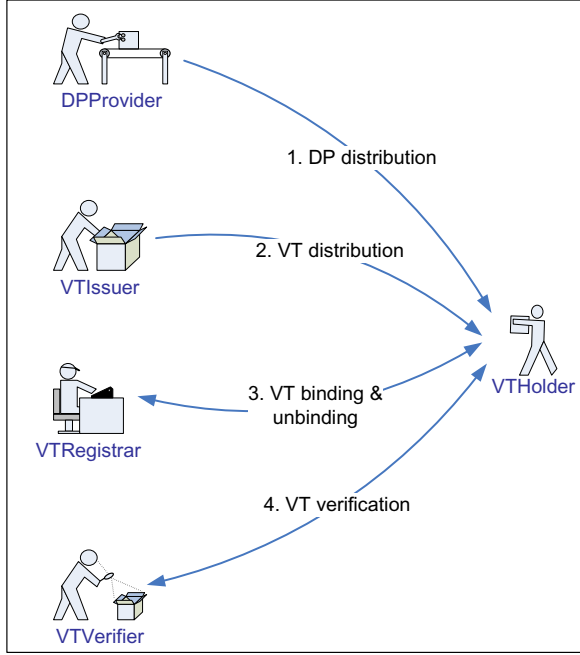 DPProvider
1. DP distribution
VTIssuer
2. VT distribution
VTHolder
3. VT binding &
unbinding
VTRegistrar
4. VT verification
VTVerifier